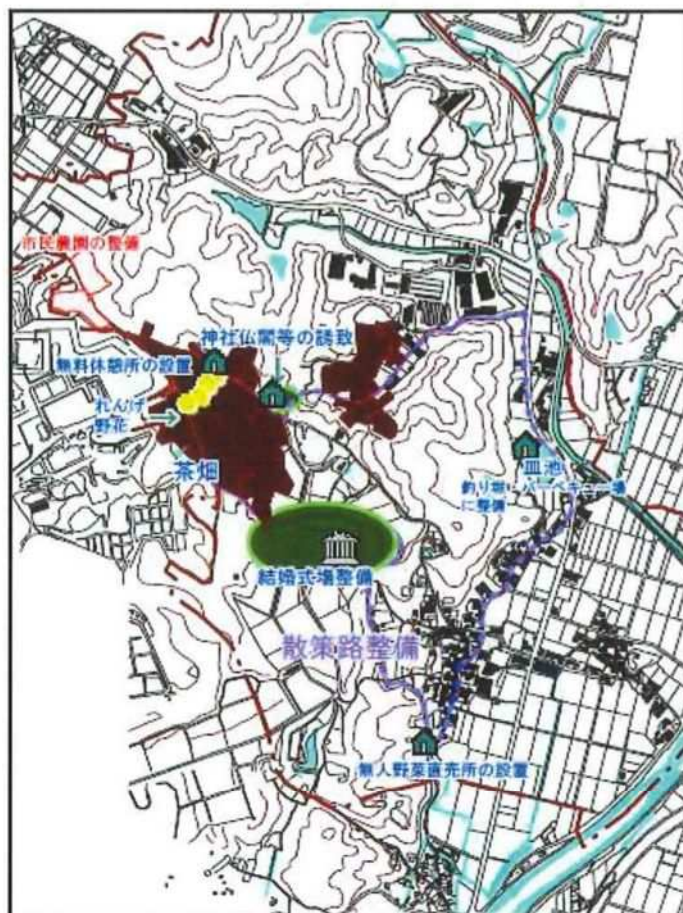 市民農園の整備
神社仏閣等の誘致
無料休憩所の設置
れんげ
野花
茶畑
皿池
釣り堀・バーベキュー場
に整備
結婚式場整備
散策路整備
無人野菜直売所の設置